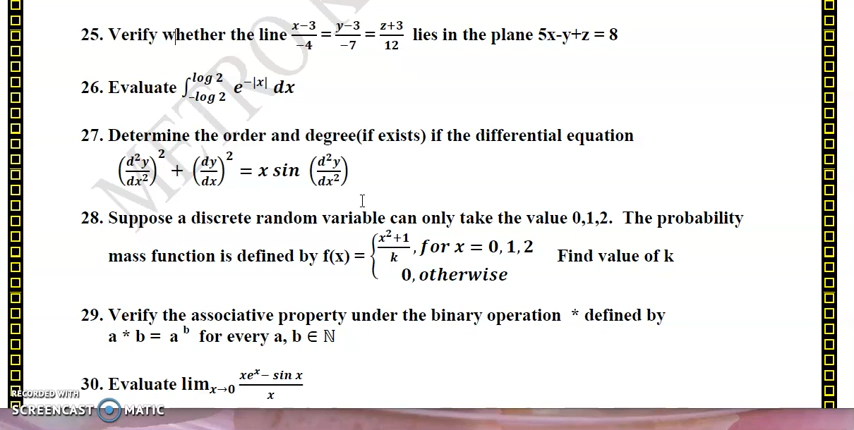 25. Verify whether the line x−3/−4 = y−3/−7 = z+3/12 lies in the plane 5x-y+z = 8
26. Evaluate ∫_{−log 2}^{log 2} e^{−|x|} dx
27. Determine the order and degree(if exists) if the differential equation
(d²y/dx²)² + (dy/dx)² = x sin (d²y/dx²)
28. Suppose a discrete random variable can only take the value 0,1,2. The probability
mass function is defined by f(x) = { x²+1/k , for x = 0, 1, 2 Find value of k
0, otherwise
29. Verify the associative property under the binary operation * defined by
a * b = a^b for every a, b ∈ ℕ
30. Evaluate lim_{x→0} xe^x − sin x/x
RECORDED WITH
SCREENCAST MATIC